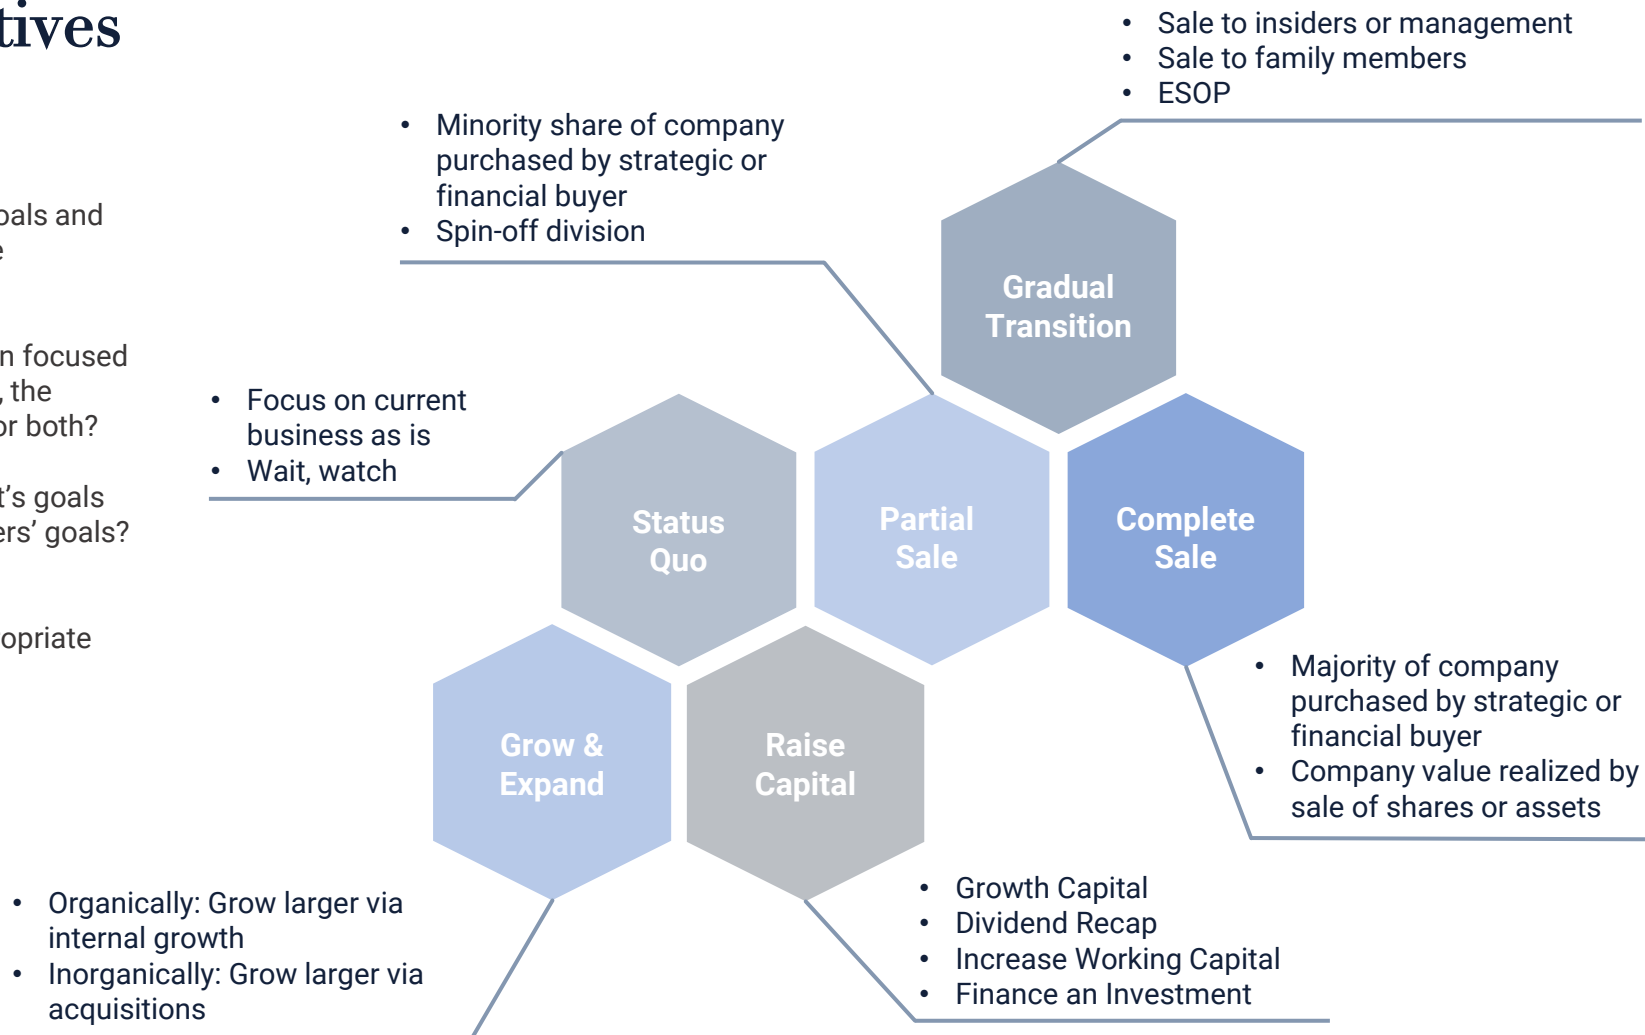 tives
oals and
e
n focused
, the
or both?
t’s goals
ers’ goals?
opriate
• Sale to insiders or management
• Sale to family members
• ESOP
• Minority share of company
purchased by strategic or
financial buyer
• Spin-off division
Gradual
Transition
• Focus on current
business as is
• Wait, watch
Status
Quo
Partial
Sale
Complete
Sale
• Majority of company
purchased by strategic or
financial buyer
• Company value realized by
sale of shares or assets
Grow &
Expand
Raise
Capital
• Organically: Grow larger via
internal growth
• Inorganically: Grow larger via
acquisitions
• Growth Capital
• Dividend Recap
• Increase Working Capital
• Finance an Investment